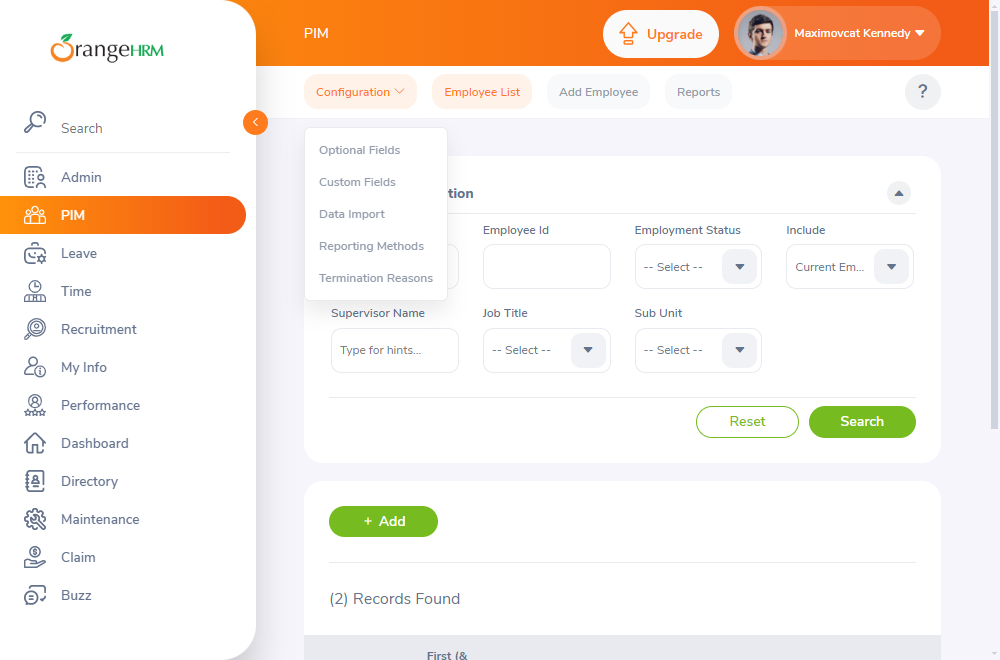 OrangeHRM
Search
Admin
PIM
Leave
Time
Recruitment
My Info
Performance
Dashboard
Directory
Maintenance
Claim
Buzz
PIM
Upgrade
Maximovcat Kennedy
Configuration
Employee List
Add Employee
Reports
?
Optional Fields
Custom Fields
Data Import
Reporting Methods
Termination Reasons
tion
Employee Id
Employment Status
Include
-- Select --
Current Em...
Supervisor Name
Job Title
Sub Unit
Type for hints...
-- Select --
-- Select --
Reset
Search
+ Add
(2) Records Found
First (&